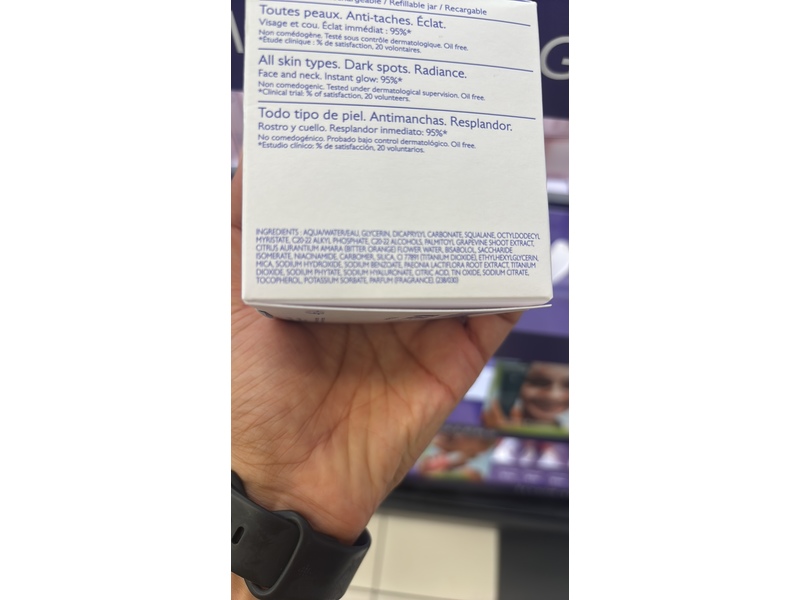 / Refillable jar / Recargable
Toutes peaux. Anti-taches. Éclat.
Visage et cou. Éclat immédiat : 95%*
Non comédogène. Testé sous contrôle dermatologique. Oil free.
*Étude clinique : % de satisfaction, 20 volontaires.
All skin types. Dark spots. Radiance.
Face and neck. Instant glow: 95%*
Non comedogenic. Tested under dermatological supervision. Oil free.
*Clinical trial: % of satisfaction, 20 volunteers.
Todo tipo de piel. Antimanchas. Resplandor.
Rostro y cuello. Resplandor inmediato: 95%*
No comedogénico. Probado bajo control dermatológico. Oil free.
*Estudio clínico: % de satisfacción, 20 voluntarios.
INGREDIENTS : AQUA/WATER/EAU, GLYCERIN, DICAPRYLYL CARBONATE, SQUALANE, OCTYLDODECYL
MYRISTATE, C20-22 ALKYL PHOSPHATE, C20-22 ALCOHOLS, PALMITOYL GRAPEVINE SHOOT EXTRACT,
CITRUS AURANTIUM AMARA (BITTER ORANGE) FLOWER WATER, BISABOLOL, SACCHARIDE
ISOMERATE, NIACINAMIDE, CARBOMER, SILICA, CI 77891 (TITANIUM DIOXIDE), ETHYLHEXYLGLYCERIN,
MICA, SODIUM HYDROXIDE, SODIUM BENZOATE, PAEONIA LACTIFLORA ROOT EXTRACT, TITANIUM
DIOXIDE, SODIUM PHYTATE, SODIUM HYALURONATE, CITRIC ACID, TIN OXIDE, SODIUM CITRATE,
TOCOPHEROL, POTASSIUM SORBATE, PARFUM (FRAGRANCE). (238/030)